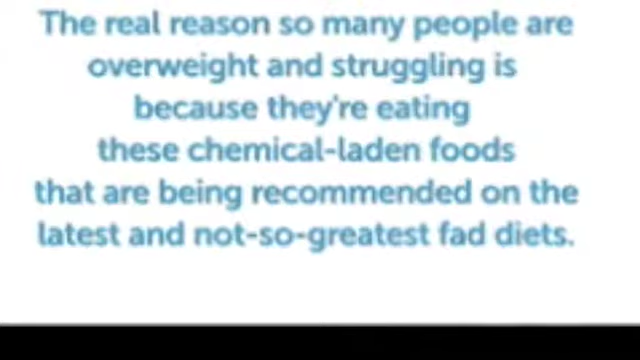 The real reason so many people are
overweight and struggling is
because they're eating
these chemical-laden foods
that are being recommended on the
latest and not-so-greatest fad diets.